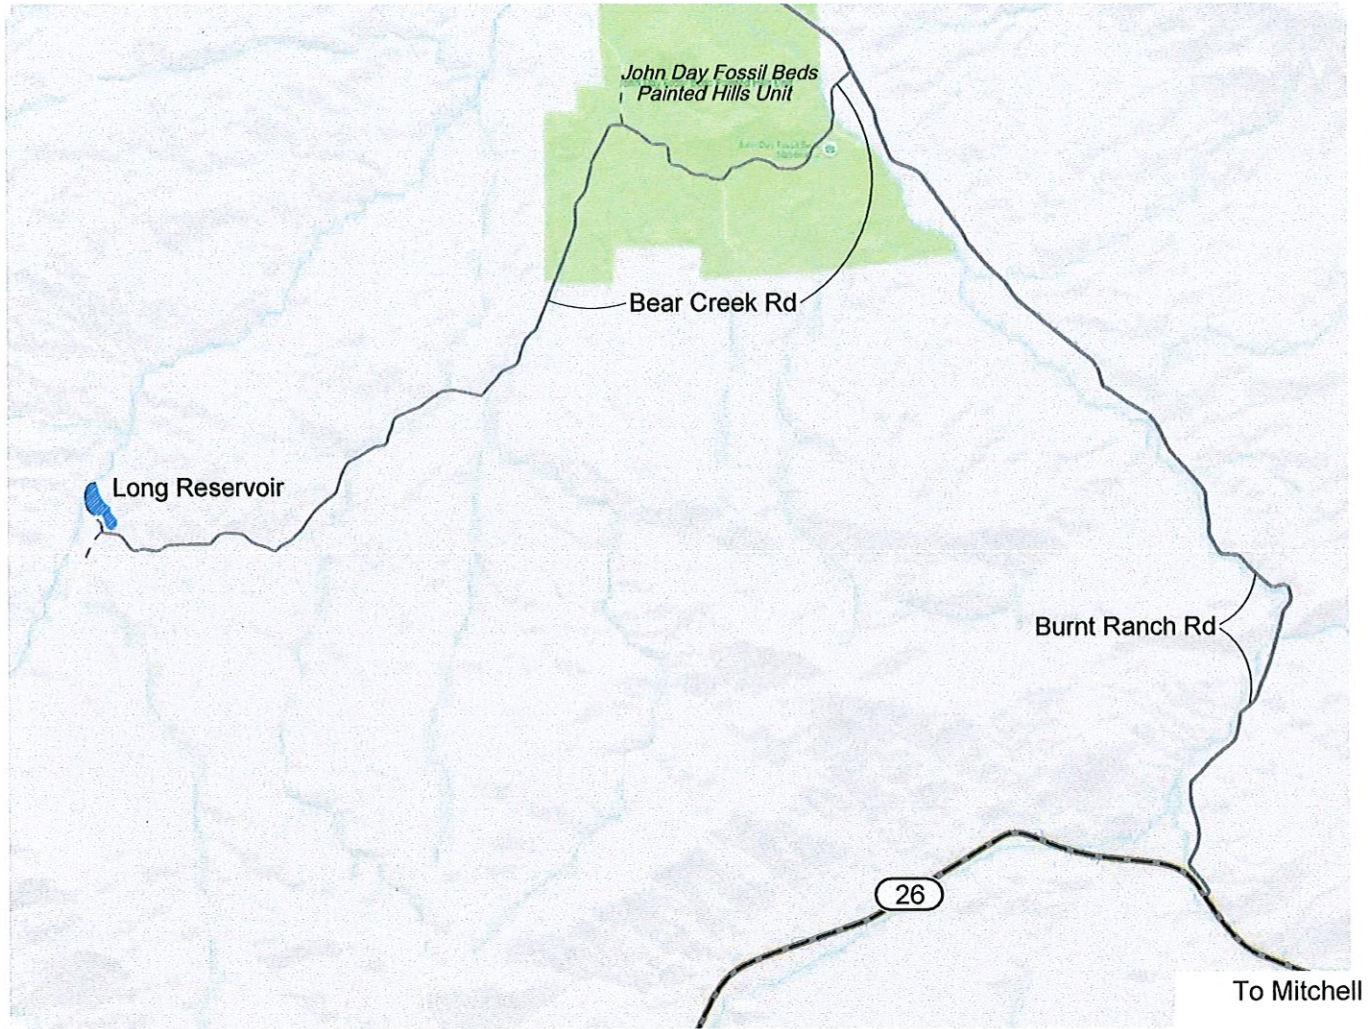 John Day Fossil Beds
Painted Hills Unit
Bear Creek Rd
Long Reservoir
Burnt Ranch Rd
26
To Mitchell